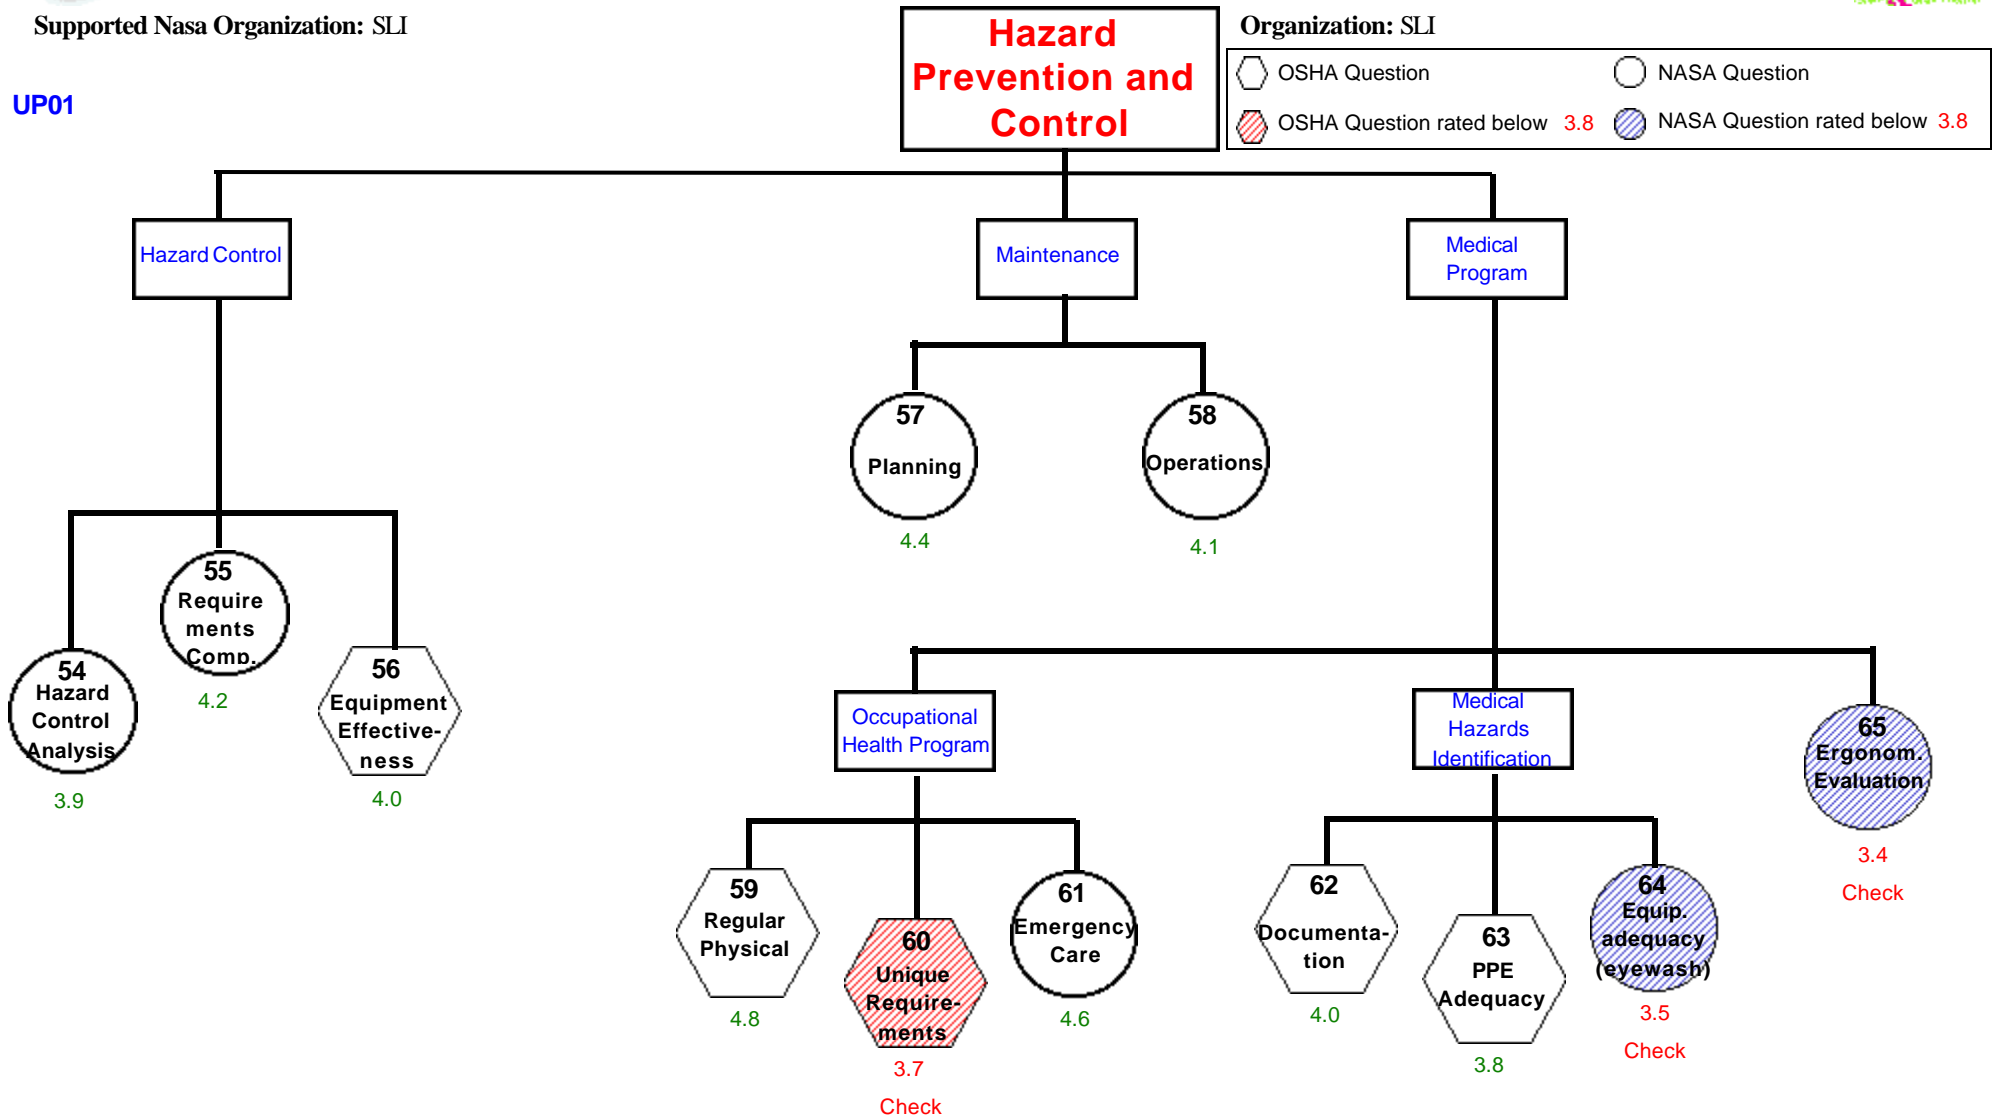 Supported Nasa Organization: SLI
Organization: SLI
Hazard
Prevention and
Control
UP01
OSHA Question
NASA Question
OSHA Question rated below 3.8
NASA Question rated below 3.8
Hazard Control
Maintenance
Medical
Program
57
Planning
4.4
58
Operations
4.1
54
Hazard
Control
Analysis
3.9
55
Require
ments
Comp.
4.2
56
Equipment
Effective-
ness
4.0
Occupational
Health Program
Medical
Hazards
Identification
65
Ergonom.
Evaluation
3.4
Check
59
Regular
Physical
4.8
60
Unique
Require-
ments
3.7
Check
61
Emergency
Care
4.6
62
Documenta-
tion
4.0
63
PPE
Adequacy
3.8
64
Equip.
adequacy
(eyewash)
3.5
Check